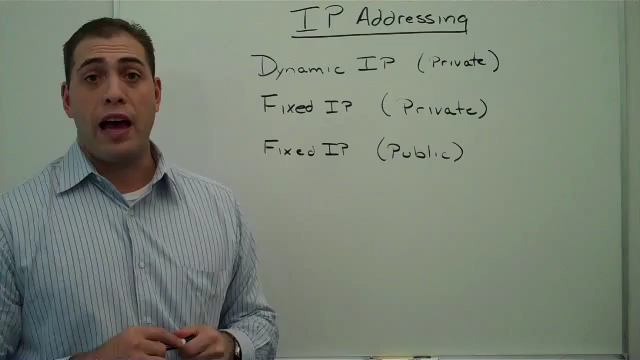 IP Addressing
Dynamic IP (Private)
Fixed IP (Private)
Fixed IP (Public)